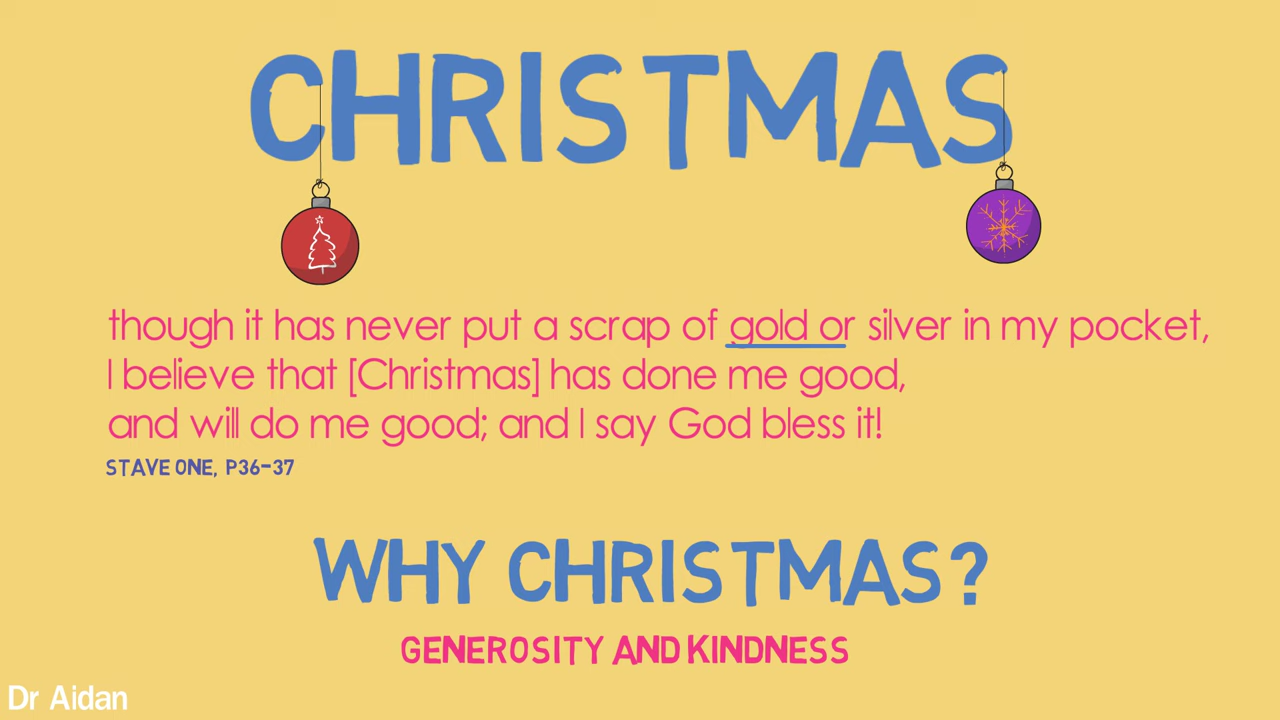 CHRISTMAS
though it has never put a scrap of gold or silver in my pocket,
I believe that [Christmas] has done me good,
and will do me good; and I say God bless it!
STAVE ONE, P36-37
WHY CHRISTMAS?
GENEROSITY AND KINDNESS
Dr Aidan